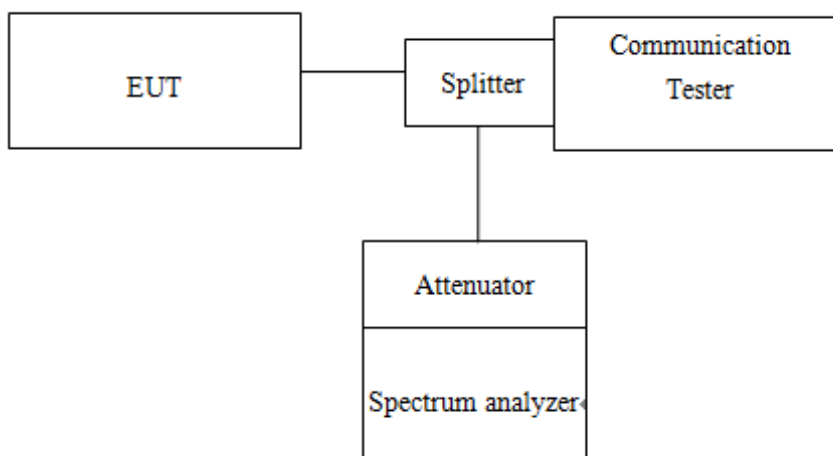 EUT
Splitter
Communication
Tester
Attenuator
Spectrum analyzer